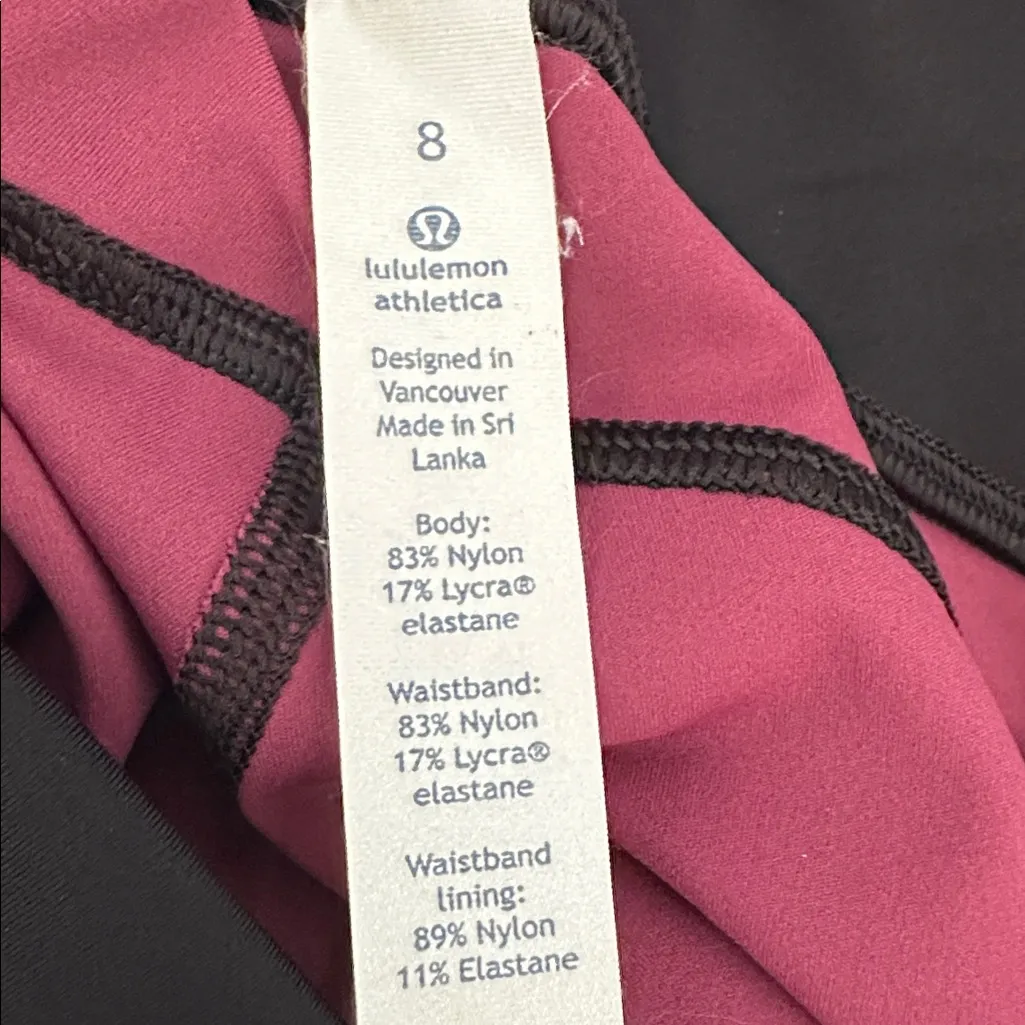 8
lululemon
athletica
Designed in
Vancouver
Made in Sri
Lanka
Body:
83% Nylon
17% Lycra®
elastane
Waistband:
83% Nylon
17% Lycra®
elastane
Waistband
lining:
89% Nylon
11% Elastane